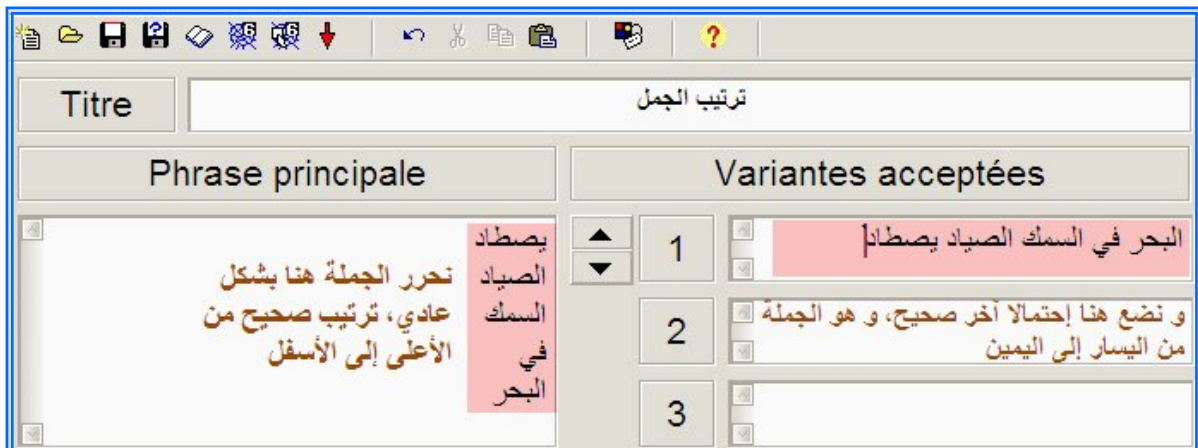 Titre
ترتيب الجمل
Phrase principale
Variantes acceptées
يصطاد
الصياد
السمك
في
البحر
نحرر الجملة هنا بشكل
عادي، ترتيب صحيح من
الأعلى إلى الأسفل
1
البحر في السمك الصياد يصطاد
2
و نضع هنا إحتمالا آخر صحيح، و هو الجملة
من اليسار إلى اليمين
3